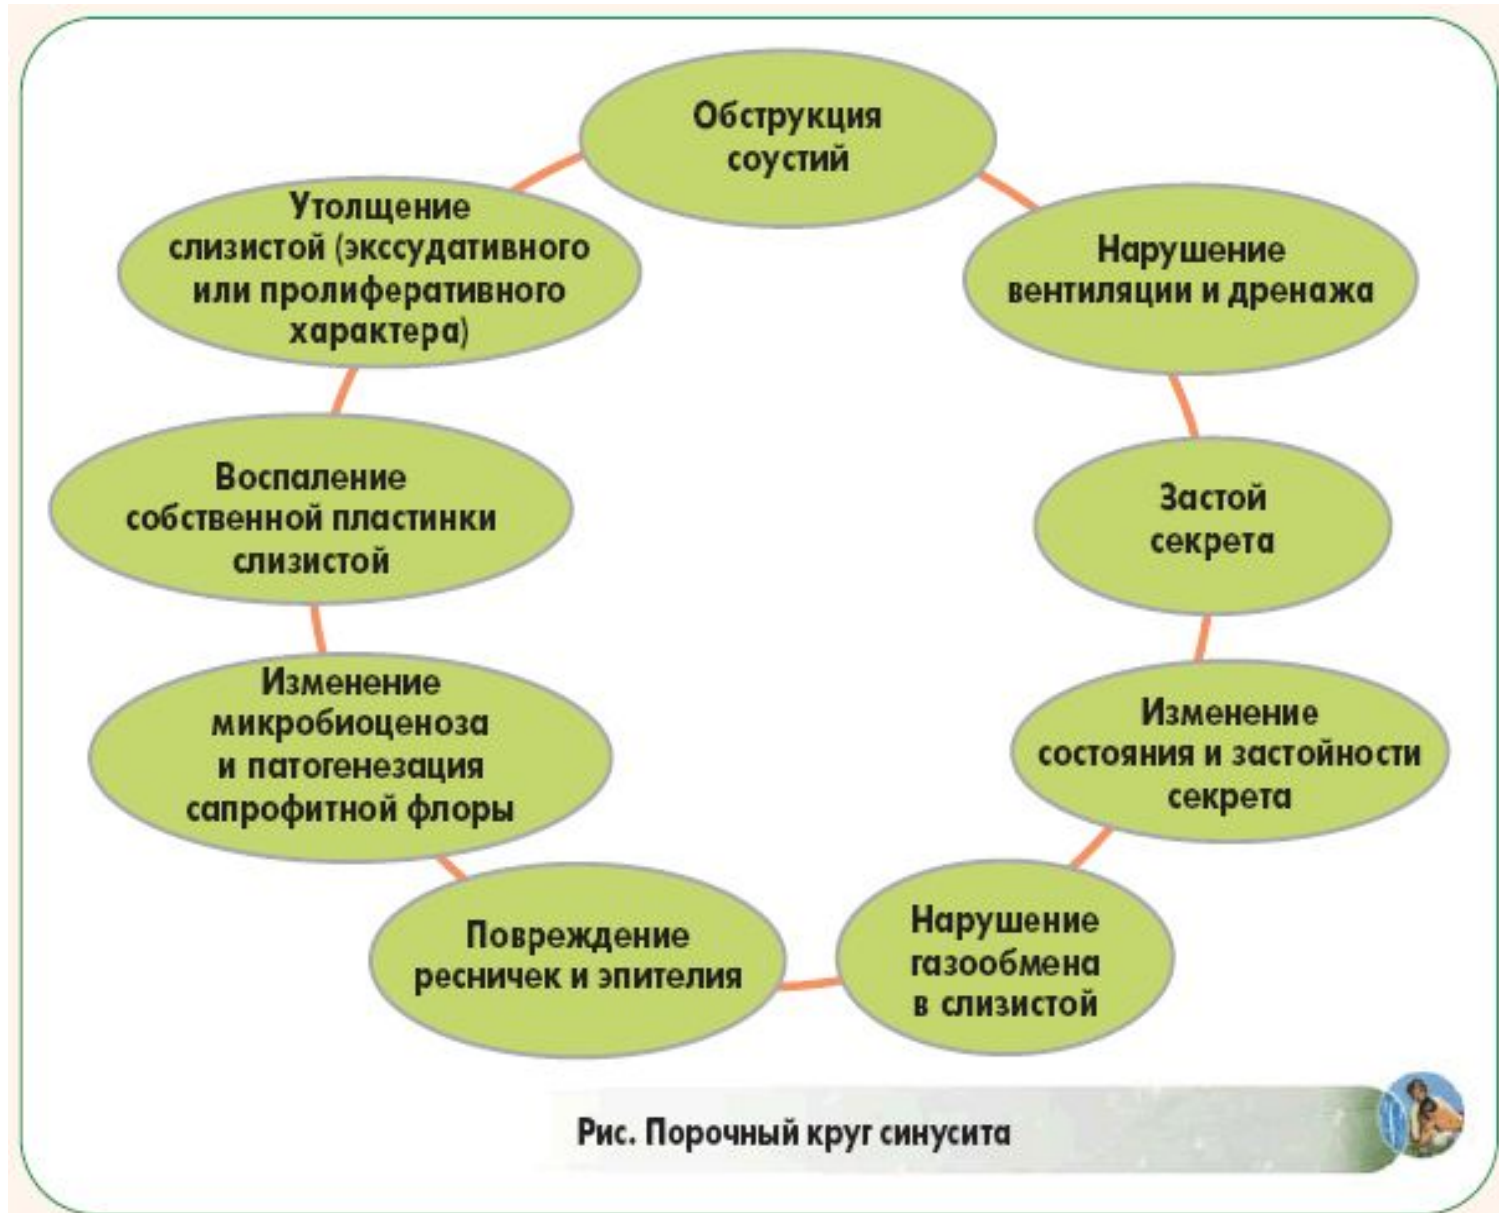 Обструкция
соустий
Нарушение
вентиляции и дренажа
Застой
секрета
Изменение
состояния и застойности
секрета
Нарушение
газообмена
в слизистой
Повреждение
ресничек и эпителия
Изменение
микробиоценоза
и патогенезация
сапрофитной флоры
Воспаление
собственной пластинки
слизистой
Утолщение
слизистой (экссудативного
или пролиферативного
характера)
Рис. Порочный круг синусита